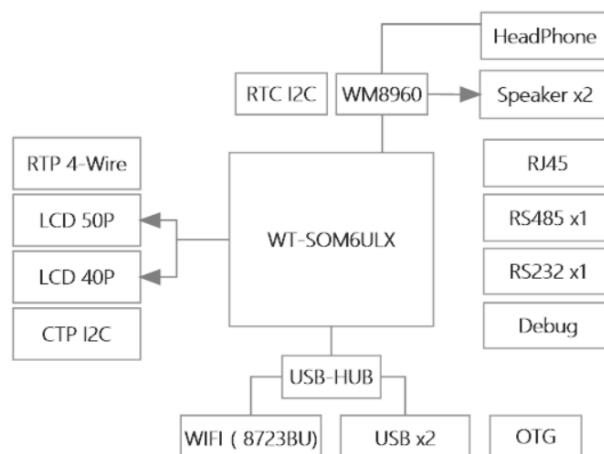 HeadPhone
RTC I2C
WM8960
Speaker x2
RTP 4-Wire
RJ45
LCD 50P
WT-SOM6ULX
RS485 x1
LCD 40P
RS232 x1
CTP I2C
Debug
USB-HUB
WIFI ( 8723BU)
USB x2
OTG